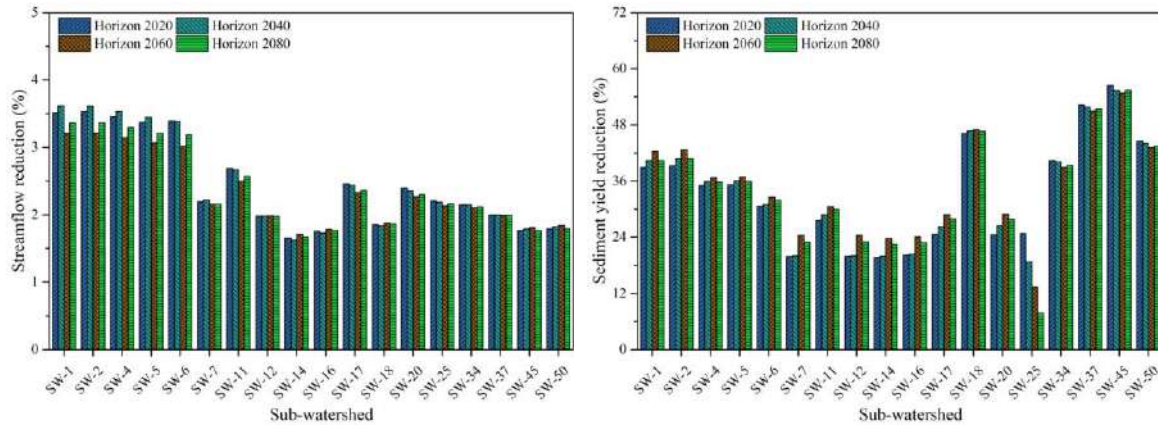 Horizon 2020 Horizon 2040
Horizon 2060 Horizon 2080
5
4
3
2
1
0
Streamflow reduction (%)
SW-1 SW-2 SW-4 SW-5 SW-6 SW-7 SW-11 SW-12 SW-14 SW-16 SW-17 SW-18 SW-20 SW-25 SW-34 SW-37 SW-45 SW-50
Sub-watershed
Horizon 2020 Horizon 2040
Horizon 2060 Horizon 2080
72
60
48
36
24
12
0
Sediment yield reduction (%)
SW-1 SW-2 SW-4 SW-5 SW-6 SW-7 SW-11 SW-12 SW-14 SW-16 SW-17 SW-18 SW-20 SW-25 SW-34 SW-37 SW-45 SW-50
Sub-watershed